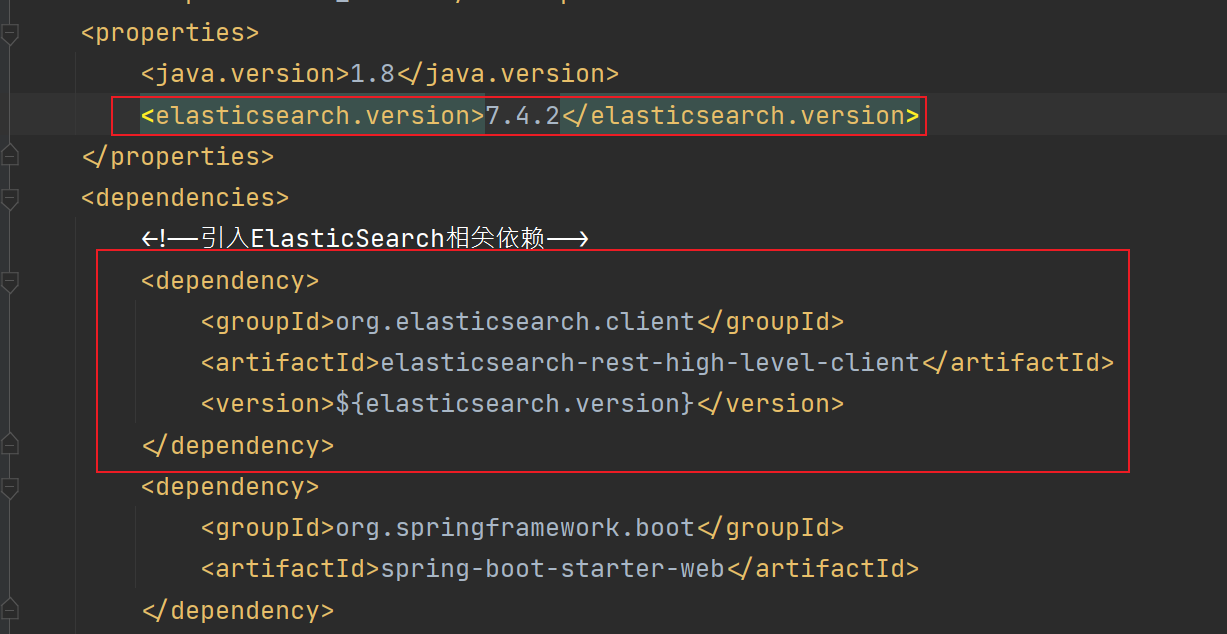 <properties>
<java.version>1.8</java.version>
<elasticsearch.version>7.4.2</elasticsearch.version>
</properties>
<dependencies>
<!--引入ElasticSearch相关依赖-->
<dependency>
<groupId>org.elasticsearch.client</groupId>
<artifactId>elasticsearch-rest-high-level-client</artifactId>
<version>${elasticsearch.version}</version>
</dependency>
<dependency>
<groupId>org.springframework.boot</groupId>
<artifactId>spring-boot-starter-web</artifactId>
</dependency>